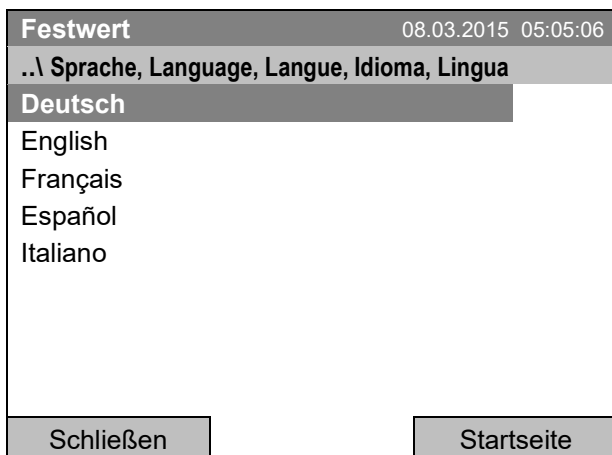 Festwert 08.03.2015 05:05:06
..\ Sprache, Language, Langue, Idioma, Lingua
Deutsch
English
Français
Español
Italiano
Schließen Startseite